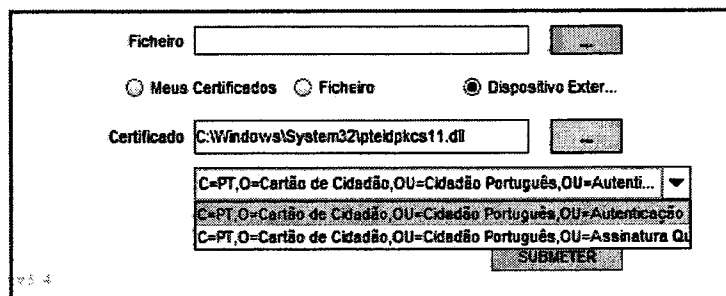 Ficheiro
...
Meus Certificados Ficheiro Dispositivo Exter...
Certificado C:\Windows\System32\pteidpkcs11.dll ...
C=PT,O=Cartão de Cidadão,OU=Cidadão Português,OU=Autenti...
C=PT,O=Cartão de Cidadão,OU=Cidadão Português,OU=Autenticação
C=PT,O=Cartão de Cidadão,OU=Cidadão Português,OU=Assinatura Qu
SUBMETER